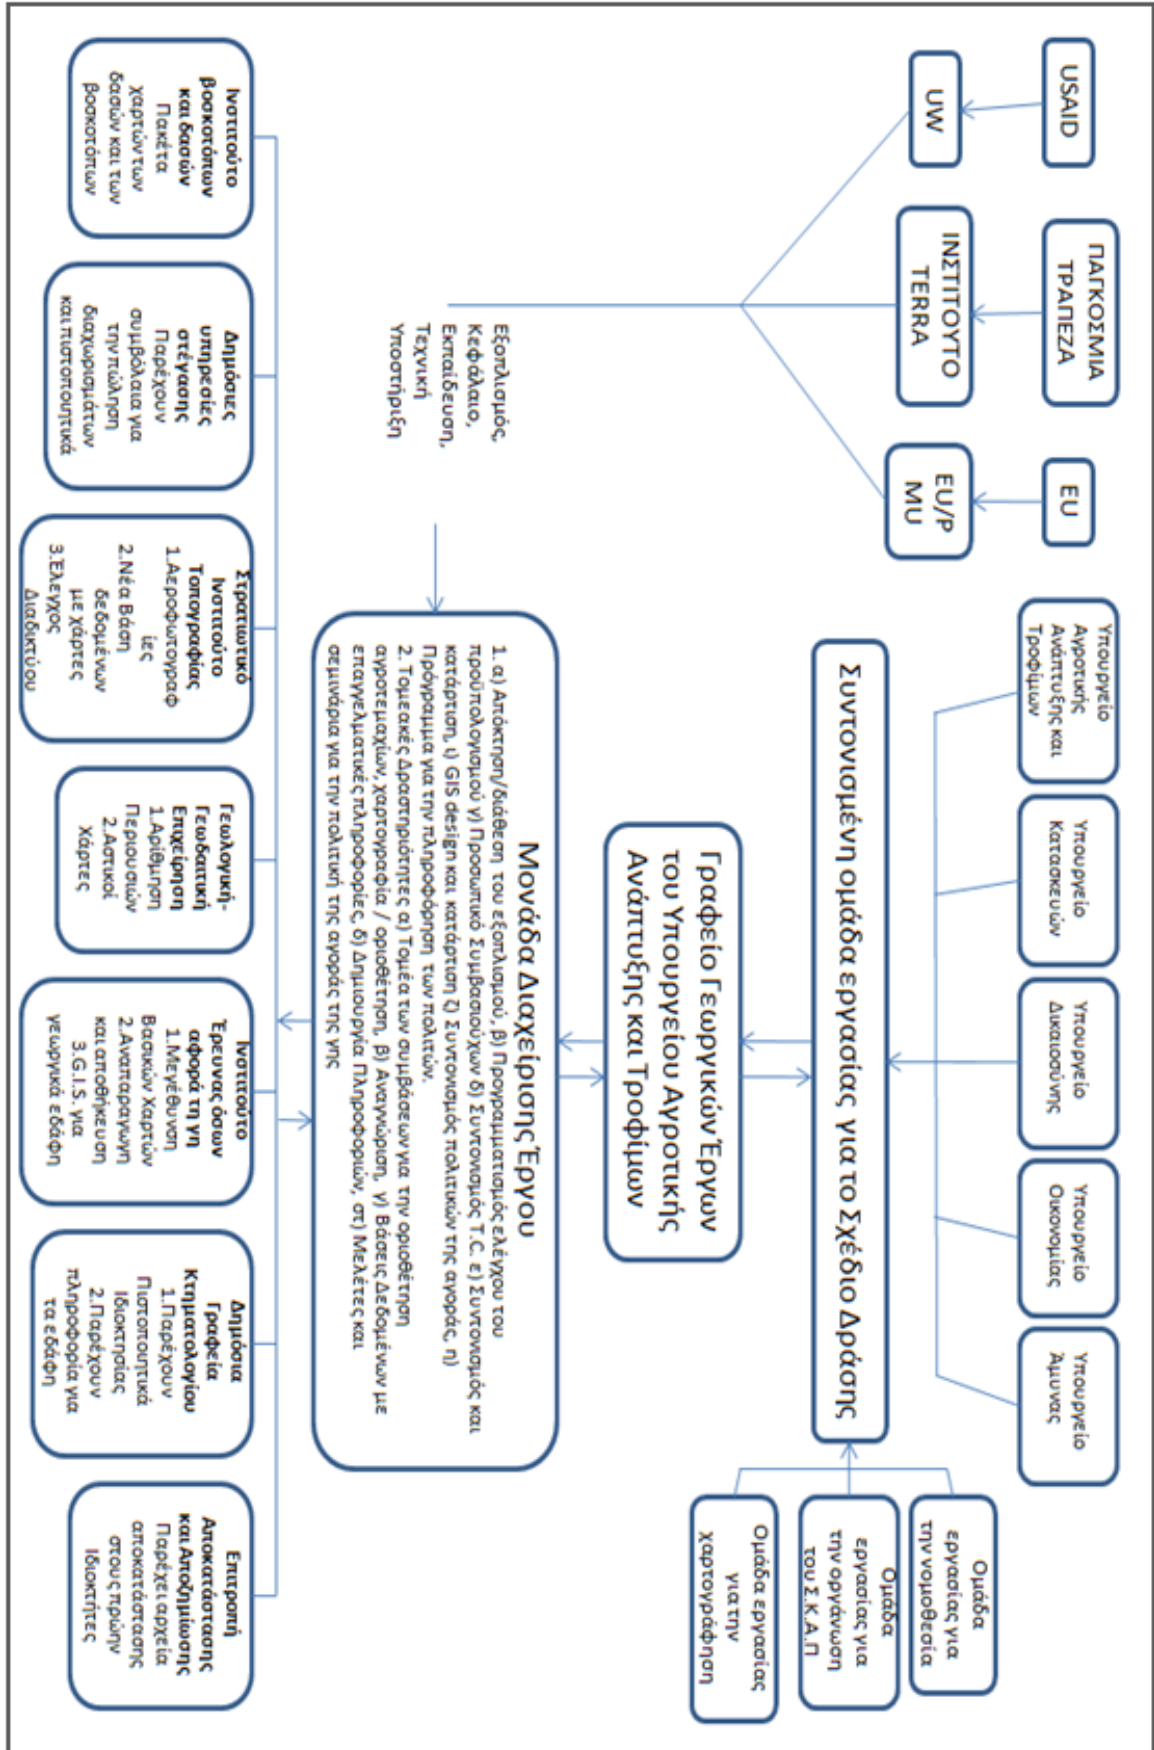 USAID
ΠΑΓΚΟΣΜΙΑ
ΤΡΑΠΕΖΑ
EU
UW
ΙΝΣΤΙΤΟΥΤΟ
TERRA
EU/P
MU
Εξοπλισμός,
Κεφάλαιο,
Εκπαίδευση,
Τεχνική
Υποστήριξη
Υπουργείο
Αγροτικής
Ανάπτυξης και
Τροφίμων
Υπουργείο
Κατασκευών
Υπουργείο
Δικαιοσύνης
Υπουργείο
Οικονομίας
Υπουργείο
Άμυνας
Συντονισμένη ομάδα εργασίας για το Σχέδιο Δράσης
Ομάδα
εργασίας για
την νομοθεσία
Ομάδα
εργασίας για
την οργάνωση
του Σ.Κ.Α.Π
Ομάδα εργασίας
για την
χαρτογράφηση
Γραφείο Γεωργικών Έργων
του Υπουργείου Αγροτικής
Ανάπτυξης και Τροφίμων
Μονάδα Διαχείρισης Έργου
1. α) Απόκτηση/διάθεση του εξοπλισμού, β) Προγραμματισμός ελέγχου του
προϋπολογισμού γ) Προσωπικό Συμβασιούχων δ) Συντονισμός T.C. ε) Συντονισμός και
κατάρτιση, ι) GIS design και κατάρτιση ζ) Συντονισμός πολιτικών της αγοράς, η)
Πρόγραμμα για την πληροφόρηση των πολιτών.
2. Τομεακές Δραστηριότητες α) Τομέα των συμβάσεων για την οριοθέτηση
αγροτεμαχίων, χαρτογραφία / οριοθέτηση, β) Αναγνώριση, γ) Βάσεις Δεδομένων με
επαγγελματικές πληροφορίες, δ) Δημιουργία Πληροφοριών, στ) Μελέτες και
σεμινάρια για την πολιτική της αγοράς της γης
Ινστιτούτο
βοσκοτόπων
και δασών
Πακέτα
χαρτών των
δασών και των
βοσκοτόπων
Δημόσιες
υπηρεσίες
στέγασης
Παρέχουν
συμβόλαια για
την πώληση
διαχωρισμάτων
και πιστοποιητικά
Στρατιωτικό
Ινστιτούτο
Τοπογραφίας
1.Αεροφωτογραφ
ίες
2.Νέα Βάση
δεδομένων
με χάρτες
3.Έλεγχος
Διαδικτύου
Γεωλογική-
Γεωδαιτική
Επιχείρηση
1.Αρίθμηση
Περιουσιών
2.Αστικοί
Χάρτες
Ινστιτούτο
Έρευνας όσων
αφορά τη γη
1.Μεγέθυνση
Βασικών Χαρτών
2.Αναπαραγωγη
και αποθήκευση
3.G.I.S. για
γεωργικά εδάφη
Δημόσια
Γραφεία
Κτηματολογίου
1.Παρέχουν
Πιστοποιητικά
Ιδιοκτησίας
2.Παρέχουν
πληροφορία για
τα εδάφη
Επιτροπή
Αποκατάστασης
και Αποζημίωσης
Παρέχει αρχεία
αποκατάστασης
στους πρώην
Ιδιοκτήτες